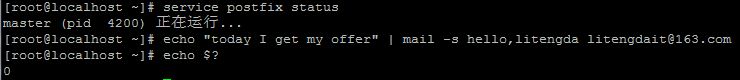 [root@localhost ~]# service postfix status
master (pid  4200) 正在运行...
[root@localhost ~]# echo "today I get my offer" | mail -s hello,litengda litengdait@163.com
[root@localhost ~]# echo $?
0